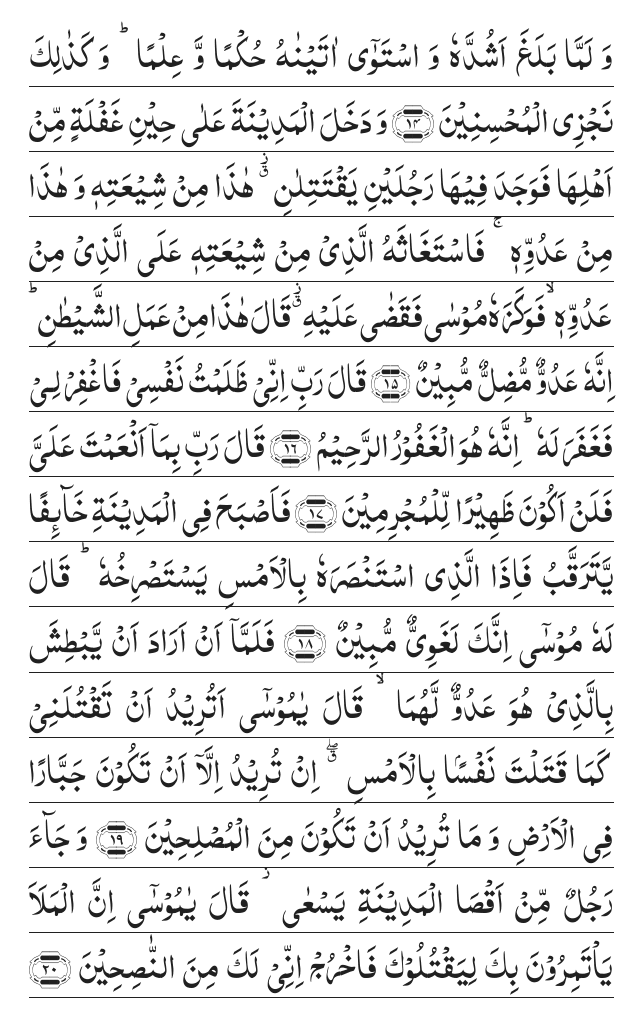 وَ لَمَّا بَلَغَ اَشُدَّهٗ وَ اسْتَوٰۤى اٰتَيْنٰهُ حُكْمًا وَّ عِلْمًا ؕ وَ كَذٰلِكَ
نَجْزِى الْمُحْسِنِيْنَ ﴿۱۴﴾ وَ دَخَلَ الْمَدِيْنَةَ عَلٰى حِيْنِ غَفْلَةٍ مِّنْ
اَهْلِهَا فَوَجَدَ فِيْهَا رَجُلَيْنِ يَقْتَتِلٰنِ ٘ۗ هٰذَا مِنْ شِيْعَتِهٖ وَ هٰذَا
مِنْ عَدُوِّهٖ ۚ فَاسْتَغَاثَهُ الَّذِىْ مِنْ شِيْعَتِهٖ عَلَى الَّذِىْ مِنْ
عَدُوِّهٖ ۙ فَوَكَزَهٗ مُوْسٰى فَقَضٰى عَلَيْهِ ٘ۗ قَالَ هٰذَا مِنْ عَمَلِ الشَّيْطٰنِ ؕ
اِنَّهٗ عَدُوٌّ مُّضِلٌّ مُّبِيْنٌ ﴿۱۵﴾ قَالَ رَبِّ اِنِّىْ ظَلَمْتُ نَفْسِىْ فَاغْفِرْ لِىْ
فَغَفَرَ لَهٗ ؕ اِنَّهٗ هُوَ الْغَفُوْرُ الرَّحِيْمُ ﴿۱۶﴾ قَالَ رَبِّ بِمَاۤ اَنْعَمْتَ عَلَىَّ
فَلَنْ اَكُوْنَ ظَهِيْرًا لِّلْمُجْرِمِيْنَ ﴿۱۷﴾ فَاَصْبَحَ فِى الْمَدِيْنَةِ خَآئِفًا
يَّتَرَقَّبُ فَاِذَا الَّذِى اسْتَنْصَرَهٗ بِالْاَمْسِ يَسْتَصْرِخُهٗ ؕ قَالَ
لَهٗ مُوْسٰۤى اِنَّكَ لَغَوِىٌّ مُّبِيْنٌ ﴿۱۸﴾ فَلَمَّاۤ اَنْ اَرَادَ اَنْ يَّبْطِشَ
بِالَّذِىْ هُوَ عَدُوٌّ لَّهُمَا ۙ قَالَ يٰمُوْسٰۤى اَتُرِيْدُ اَنْ تَقْتُلَنِىْ
كَمَا قَتَلْتَ نَفْسًۢا بِالْاَمْسِ ۖۗ اِنْ تُرِيْدُ اِلَّاۤ اَنْ تَكُوْنَ جَبَّارًا
فِى الْاَرْضِ وَ مَا تُرِيْدُ اَنْ تَكُوْنَ مِنَ الْمُصْلِحِيْنَ ﴿۱۹﴾ وَ جَآءَ
رَجُلٌ مِّنْ اَقْصَا الْمَدِيْنَةِ يَسْعٰى ٘ قَالَ يٰمُوْسٰۤى اِنَّ الْمَلَاَ
يَاْتَمِرُوْنَ بِكَ لِيَقْتُلُوْكَ فَاخْرُجْ اِنِّىْ لَكَ مِنَ النّٰصِحِيْنَ ﴿۲۰﴾